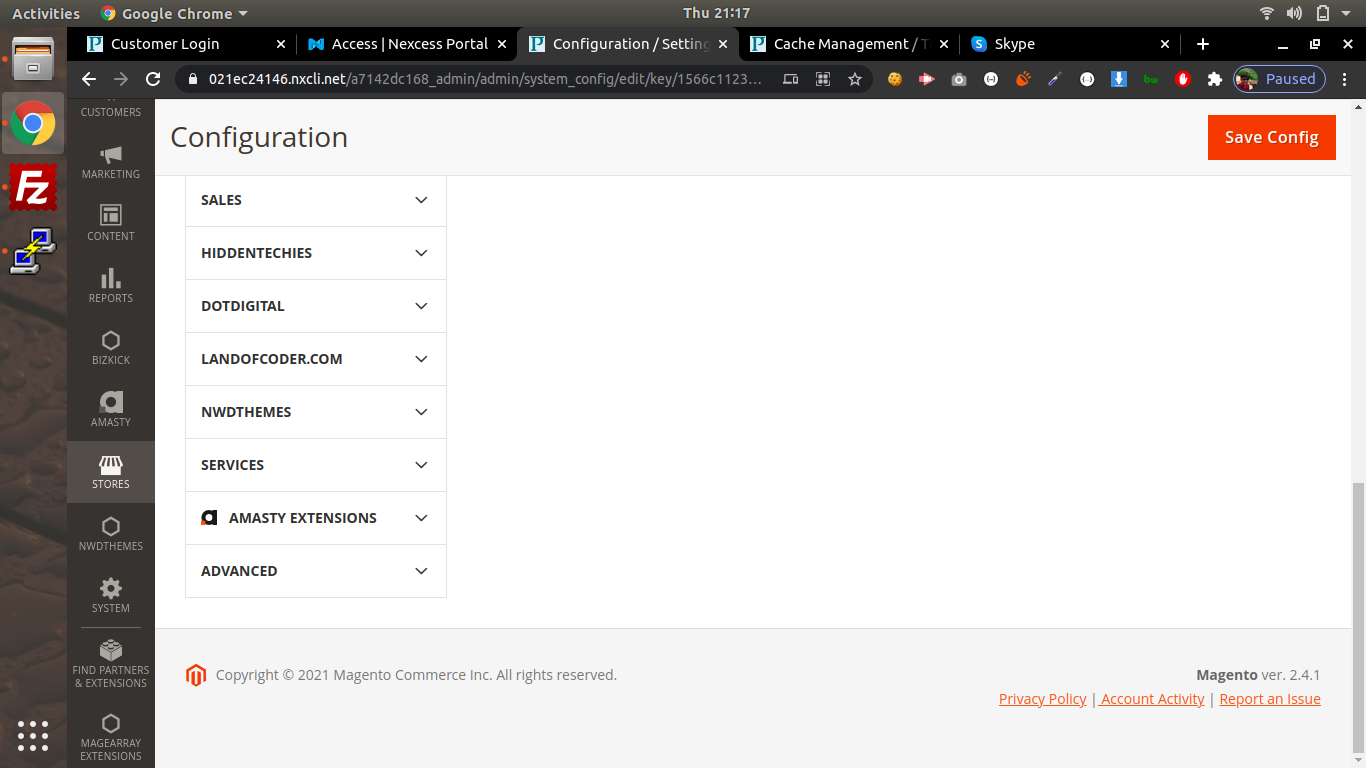 Activities
Google Chrome
Thu 21:17
Customer Login
Access | Nexcess Portal
Configuration / Setting
Cache Management / T
Skype
021ec24146.nxcli.net/a7142dc168_admin/admin/system_config/edit/key/1566c1123...
bw
Paused
CUSTOMERS
MARKETING
CONTENT
REPORTS
BIZKICK
AMASTY
STORES
NWDTHEMES
SYSTEM
FIND PARTNERS
& EXTENSIONS
MAGEARRAY
EXTENSIONS
Configuration
Save Config
SALES
HIDDENTECHIES
DOTDIGITAL
LANDOFCODER.COM
NWDTHEMES
SERVICES
AMASTY EXTENSIONS
ADVANCED
Copyright © 2021 Magento Commerce Inc. All rights reserved.
Magento ver. 2.4.1
Privacy Policy | Account Activity | Report an Issue